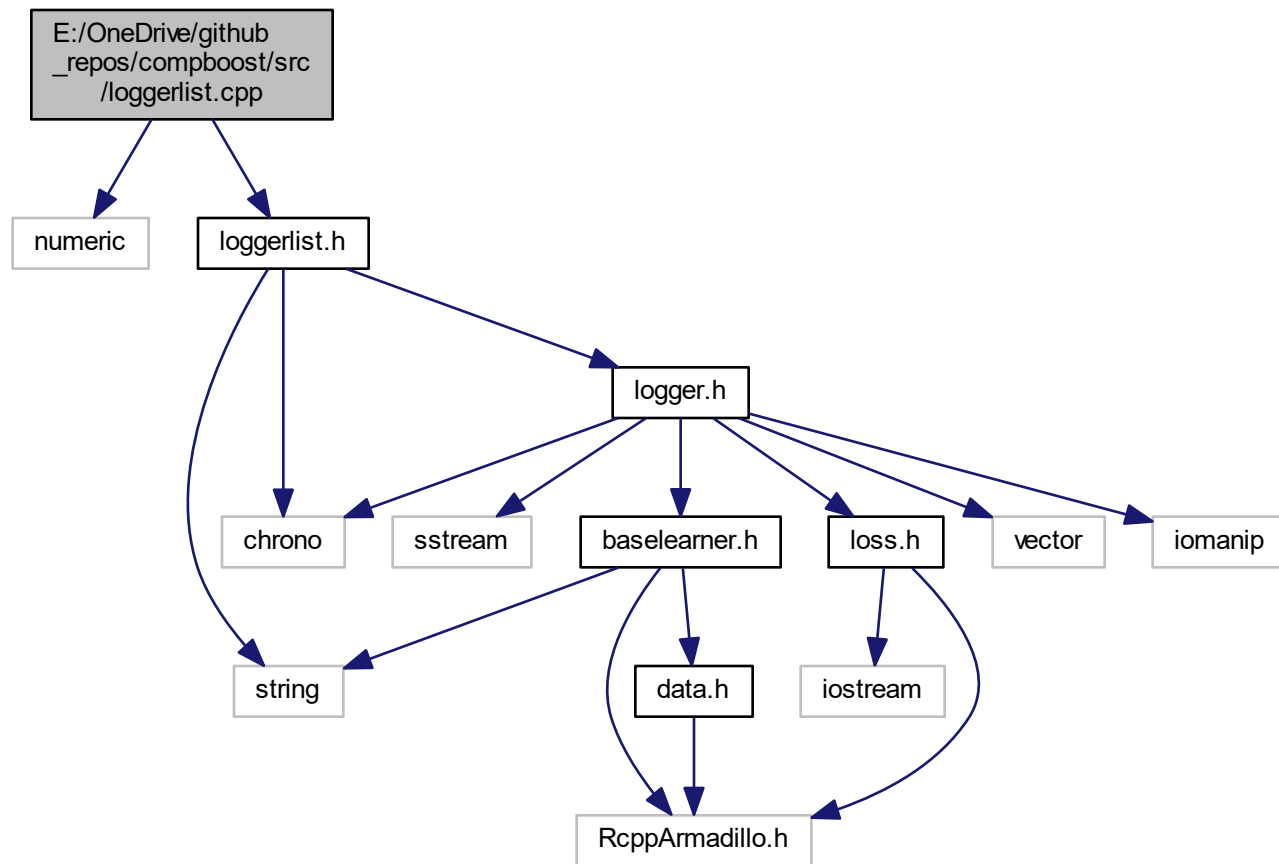 E:/OneDrive/github
_repos/compboost/src
/loggerlist.cpp
numeric
loggerlist.h
logger.h
chrono
sstream
baselearner.h
loss.h
vector
iomanip
string
data.h
iostream
RcppArmadillo.h